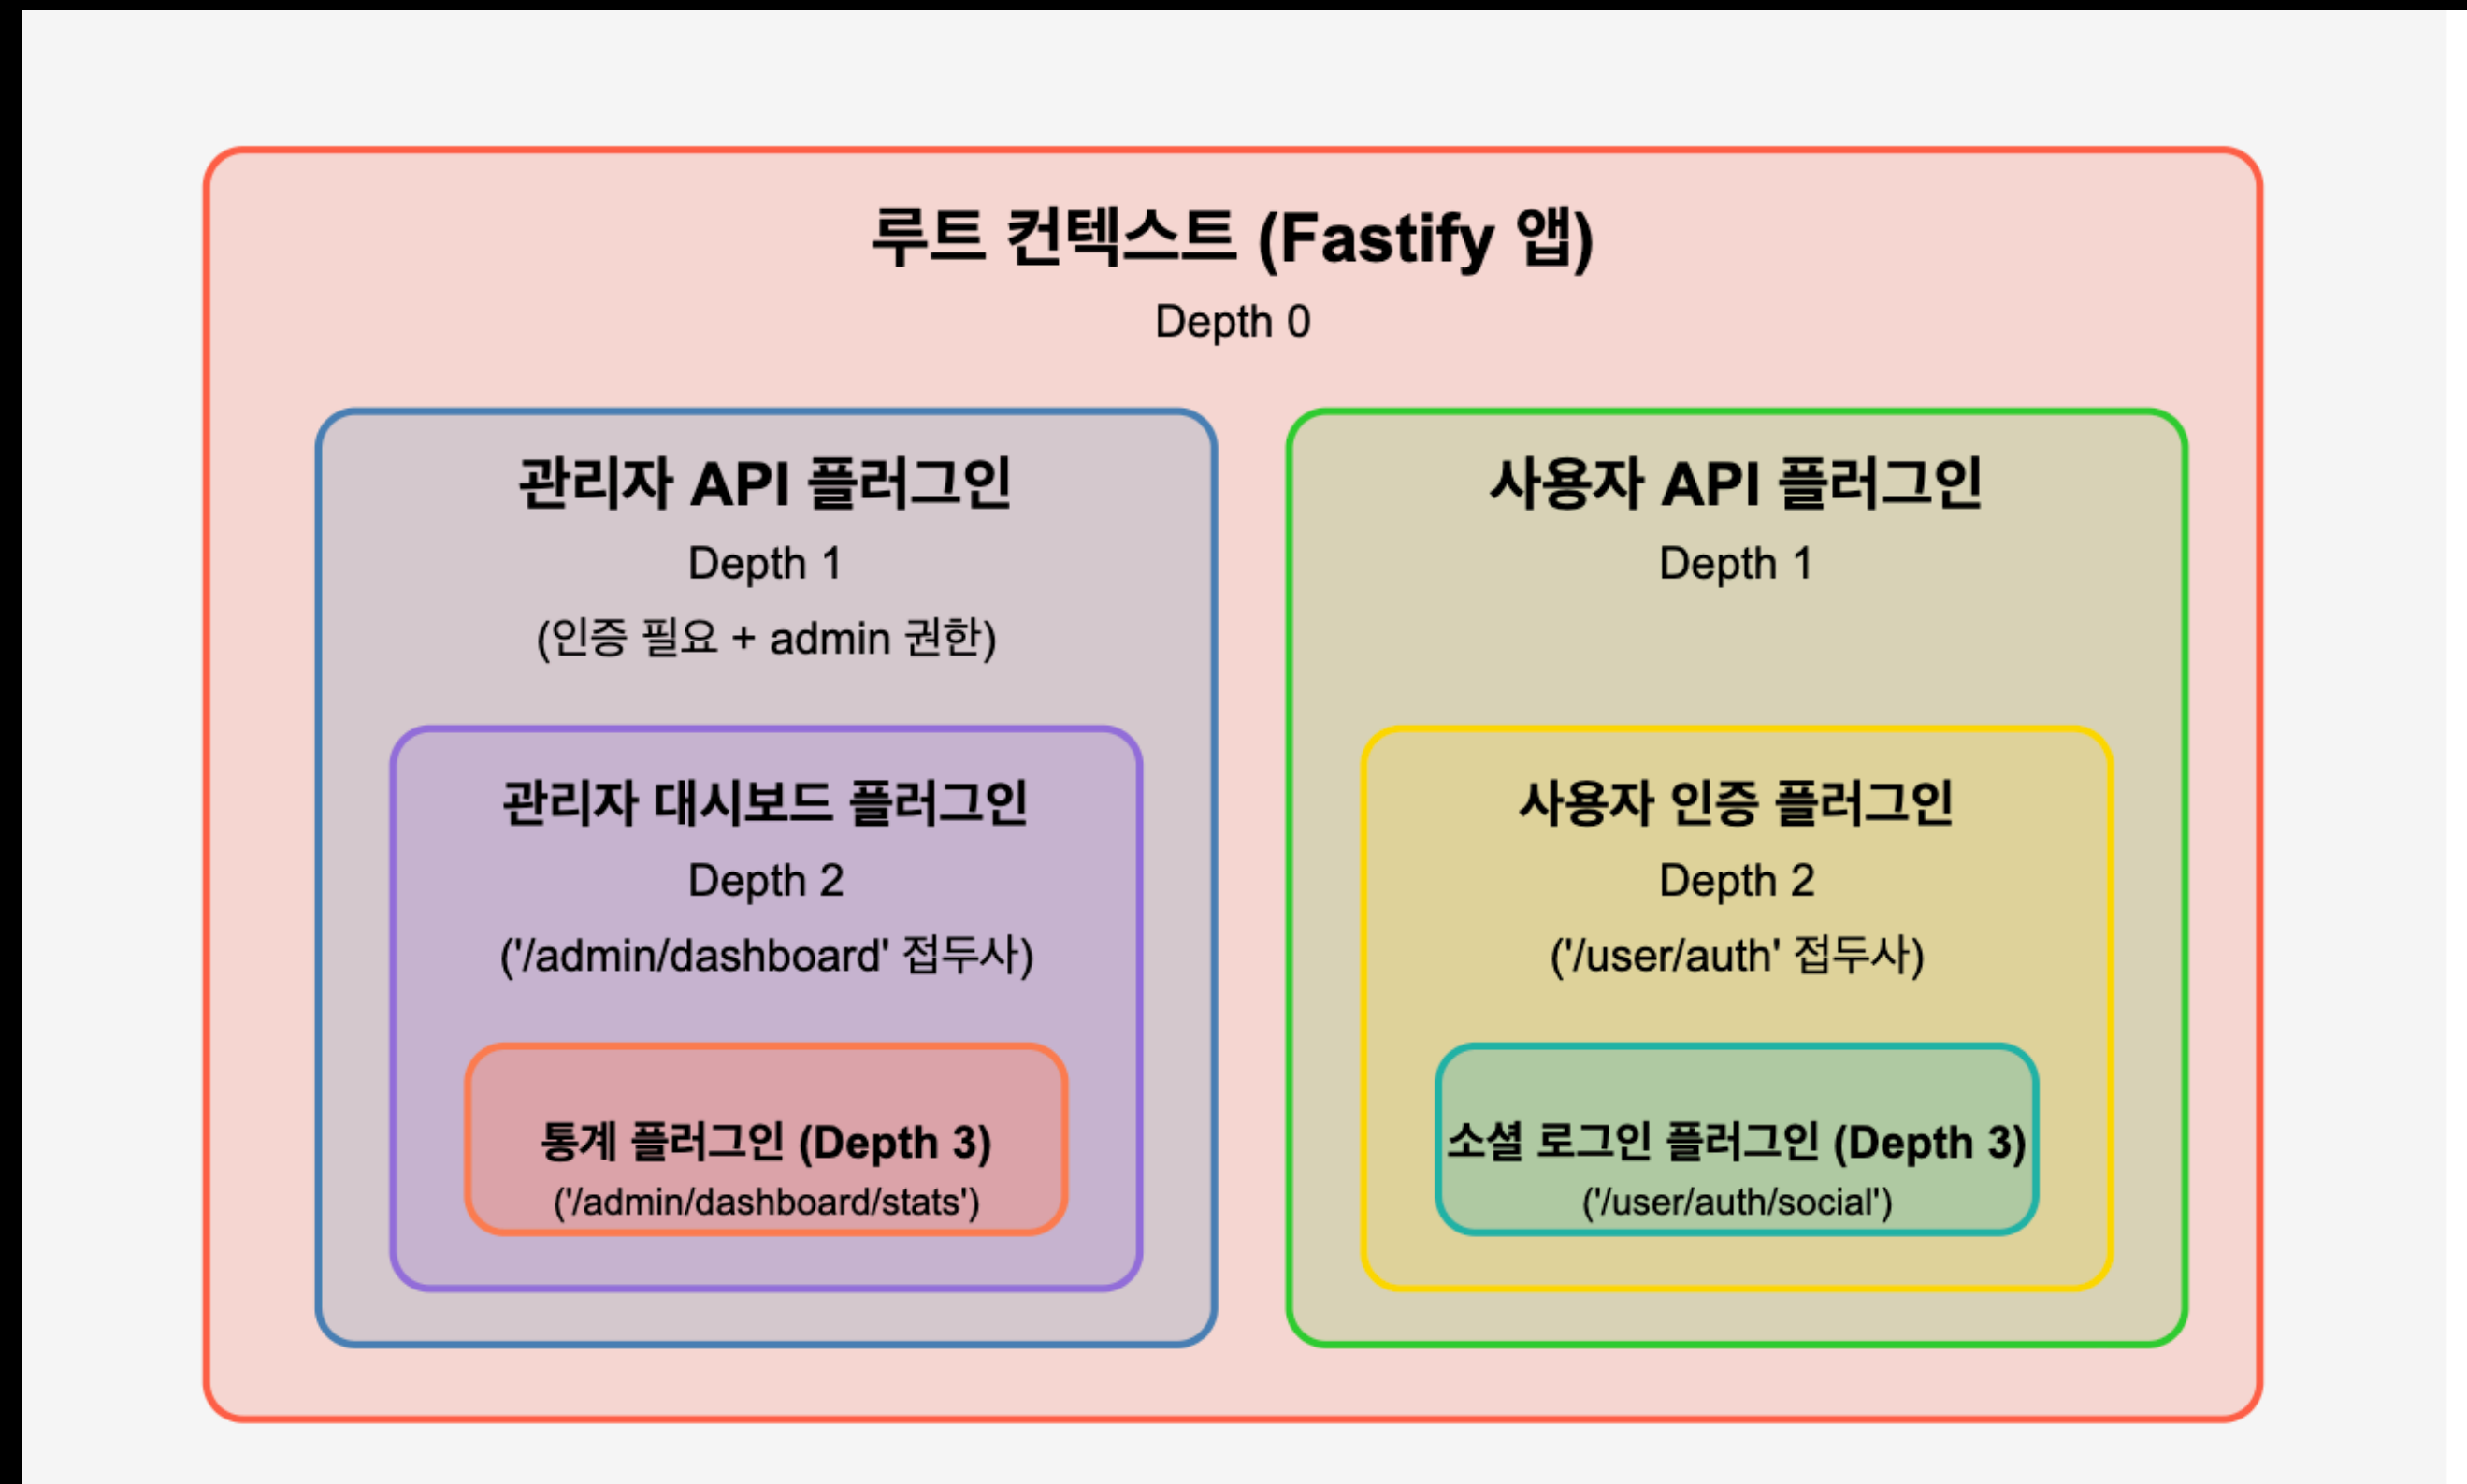 루트 컨텍스트 (Fastify 앱)
Depth 0
관리자 API 플러그인
Depth 1
(인증 필요 + admin 권한)
관리자 대시보드 플러그인
Depth 2
('/admin/dashboard' 접두사)
통계 플러그인 (Depth 3)
('/admin/dashboard/stats')
사용자 API 플러그인
Depth 1
사용자 인증 플러그인
Depth 2
('/user/auth' 접두사)
소셜 로그인 플러그인 (Depth 3)
('/user/auth/social')